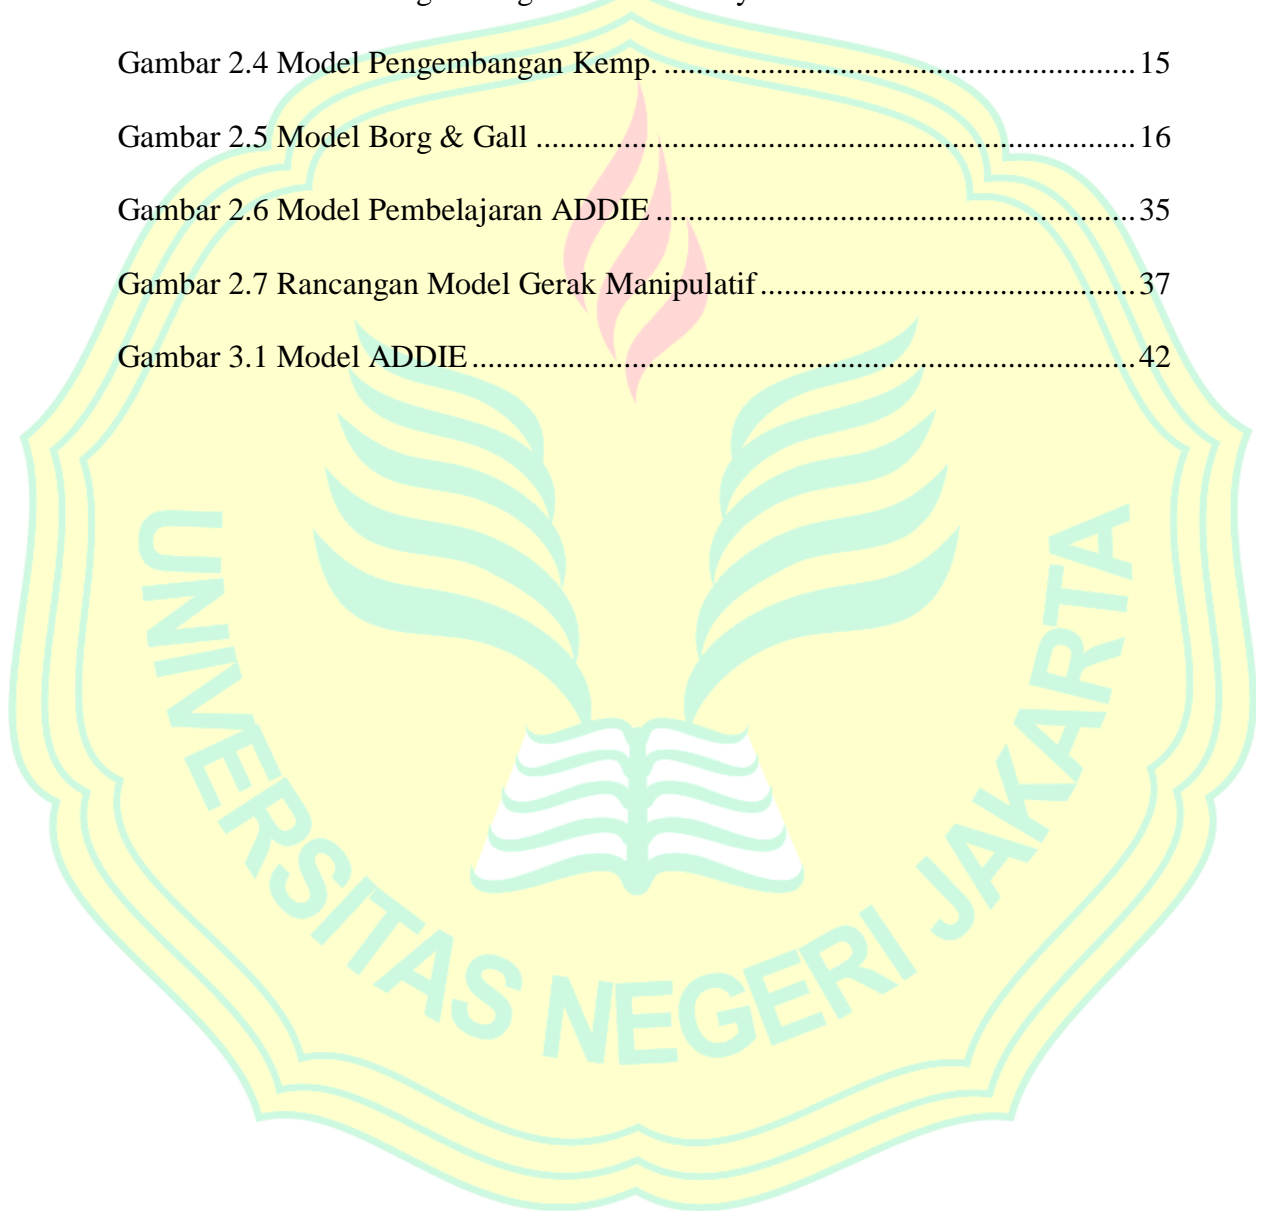 Gambar 2.4 Model Pengembangan Kemp. ........................................................... 15
Gambar 2.5 Model Borg & Gall ........................................................................... 16
Gambar 2.6 Model Pembelajaran ADDIE ............................................................ 35
Gambar 2.7 Rancangan Model Gerak Manipulatif ............................................... 37
Gambar 3.1 Model ADDIE ................................................................................... 42
UNIVERSITAS NEGERI JAKARTA